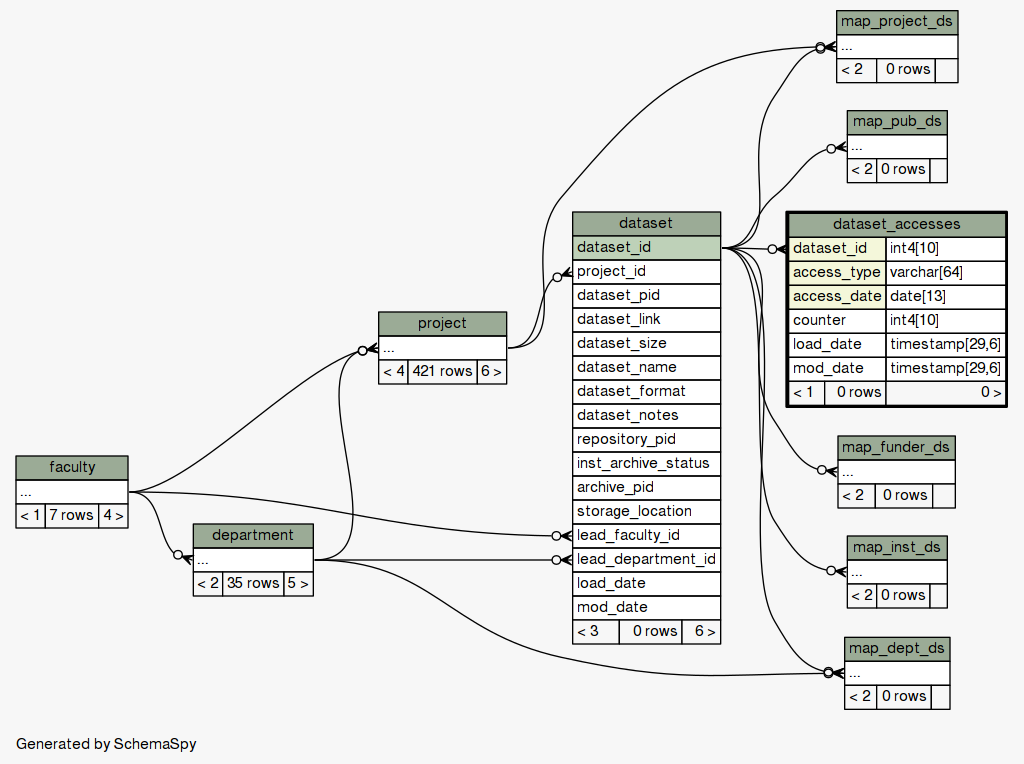 map_project_ds
...
< 2 0 rows
map_pub_ds
...
< 2 0 rows
dataset
dataset_id
project_id
dataset_pid
dataset_link
dataset_size
dataset_name
dataset_format
dataset_notes
repository_pid
inst_archive_status
archive_pid
storage_location
lead_faculty_id
lead_department_id
load_date
mod_date
< 3 0 rows 6 >
dataset_accesses
dataset_id int4[10]
access_type varchar[64]
access_date date[13]
counter int4[10]
load_date timestamp[29,6]
mod_date timestamp[29,6]
< 1 0 rows 0 >
project
...
< 4 421 rows 6 >
faculty
...
< 1 7 rows 4 >
department
...
< 2 35 rows 5 >
map_funder_ds
...
< 2 0 rows
map_inst_ds
...
< 2 0 rows
map_dept_ds
...
< 2 0 rows
Generated by SchemaSpy